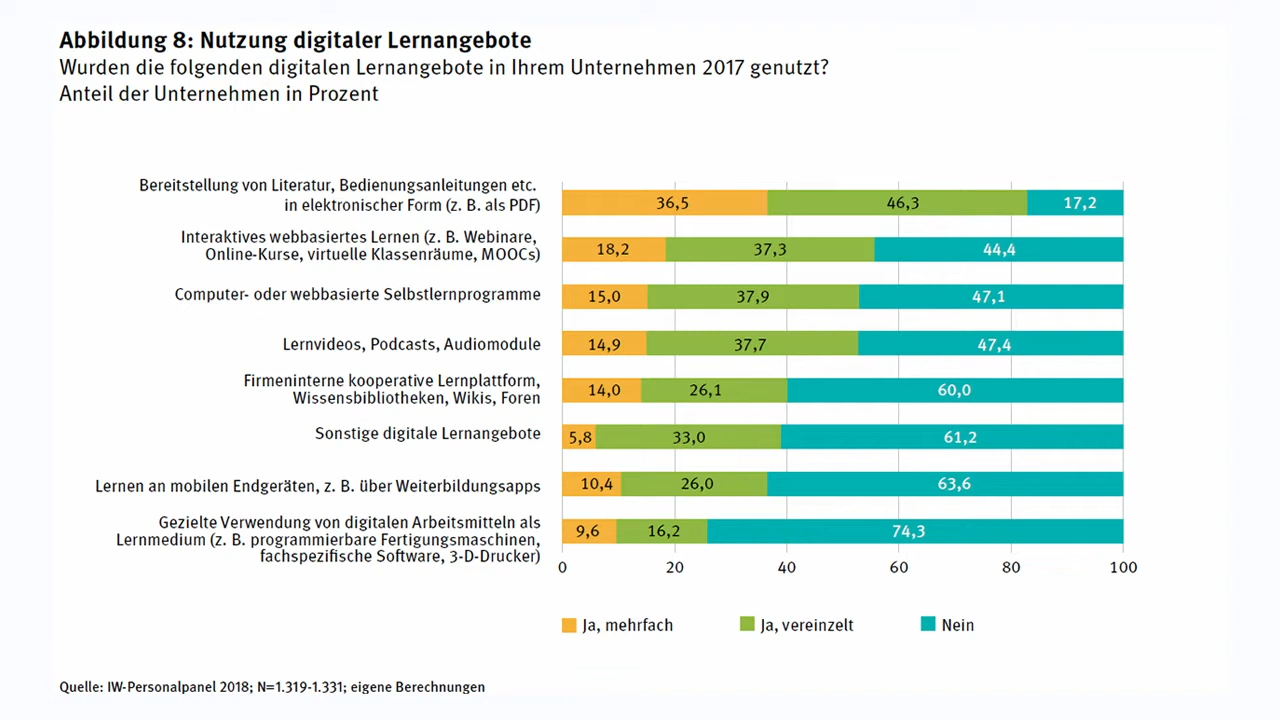 Abbildung 8: Nutzung digitaler Lernangebote
Wurden die folgenden digitalen Lernangebote in Ihrem Unternehmen 2017 genutzt?
Anteil der Unternehmen in Prozent
Bereitstellung von Literatur, Bedienungsanleitungen etc.
in elektronischer Form (z. B. als PDF)
36,5 46,3 17,2
Interaktives webbasiertes Lernen (z. B. Webinare,
Online-Kurse, virtuelle Klassenräume, MOOCs)
18,2 37,3 44,4
Computer- oder webbasierte Selbstlernprogramme
15,0 37,9 47,1
Lernvideos, Podcasts, Audiomodule
14,9 37,7 47,4
Firmeninterne kooperative Lernplattform,
Wissensbibliotheken, Wikis, Foren
14,0 26,1 60,0
Sonstige digitale Lernangebote
5,8 33,0 61,2
Lernen an mobilen Endgeräten, z. B. über Weiterbildungsapps
10,4 26,0 63,6
Gezielte Verwendung von digitalen Arbeitsmitteln als
Lernmedium (z. B. programmierbare Fertigungsmaschinen,
fachspezifische Software, 3-D-Drucker)
9,6 16,2 74,3
0 20 40 60 80 100
Ja, mehrfach Ja, vereinzelt Nein
Quelle: IW-Personalpanel 2018; N=1.319-1.331; eigene Berechnungen